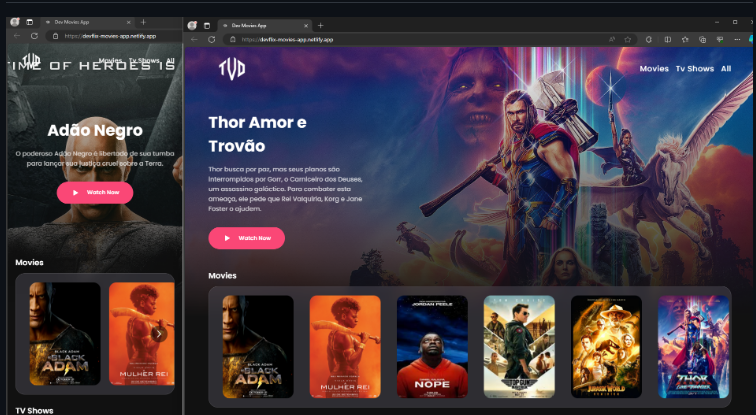 Dev Movies App
https://devflix-movies-app.netlify.app
TIME OF HEROES IS
TVD
Movies Tv Shows All
Adão Negro
O poderoso Adão Negro é libertado de sua tumba
para lançar sua justiça cruel sobre a Terra.
Watch Now
Movies
BLACK ADAM
BLACK
ADAM
MULHER REI
TV Shows
Dev Movies App
https://devflix-movies-app.netlify.app
TVD
Movies Tv Shows All
Thor Amor e
Trovão
Thor busca por paz, mas seus planos são
interrompidos por Gorr, o Carniceiro dos Deuses,
um assassino galáctico. Para combater esta
ameaça, ele pede que Rei Valquíria, Korg e Jane
Foster o ajudem.
Watch Now
Movies
BLACK ADAM
BLACK
ADAM
MULHER REI
JORDAN PEELE
NOPE
TOP GUN
JURASSIC WORLD
THOR